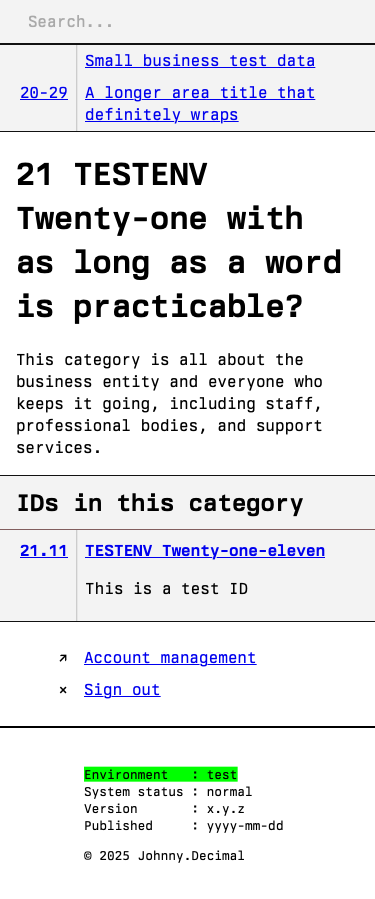 Search...
Small business test data
20-29 A longer area title that
definitely wraps
21 TESTENV
Twenty-one with
as long as a word
is practicable?
This category is all about the
business entity and everyone who
keeps it going, including staff,
professional bodies, and support
services.
IDs in this category
21.11 TESTENV Twenty-one-eleven
This is a test ID
↗ Account management
× Sign out
Environment : test
System status : normal
Version : x.y.z
Published : yyyy-mm-dd
© 2025 Johnny.Decimal